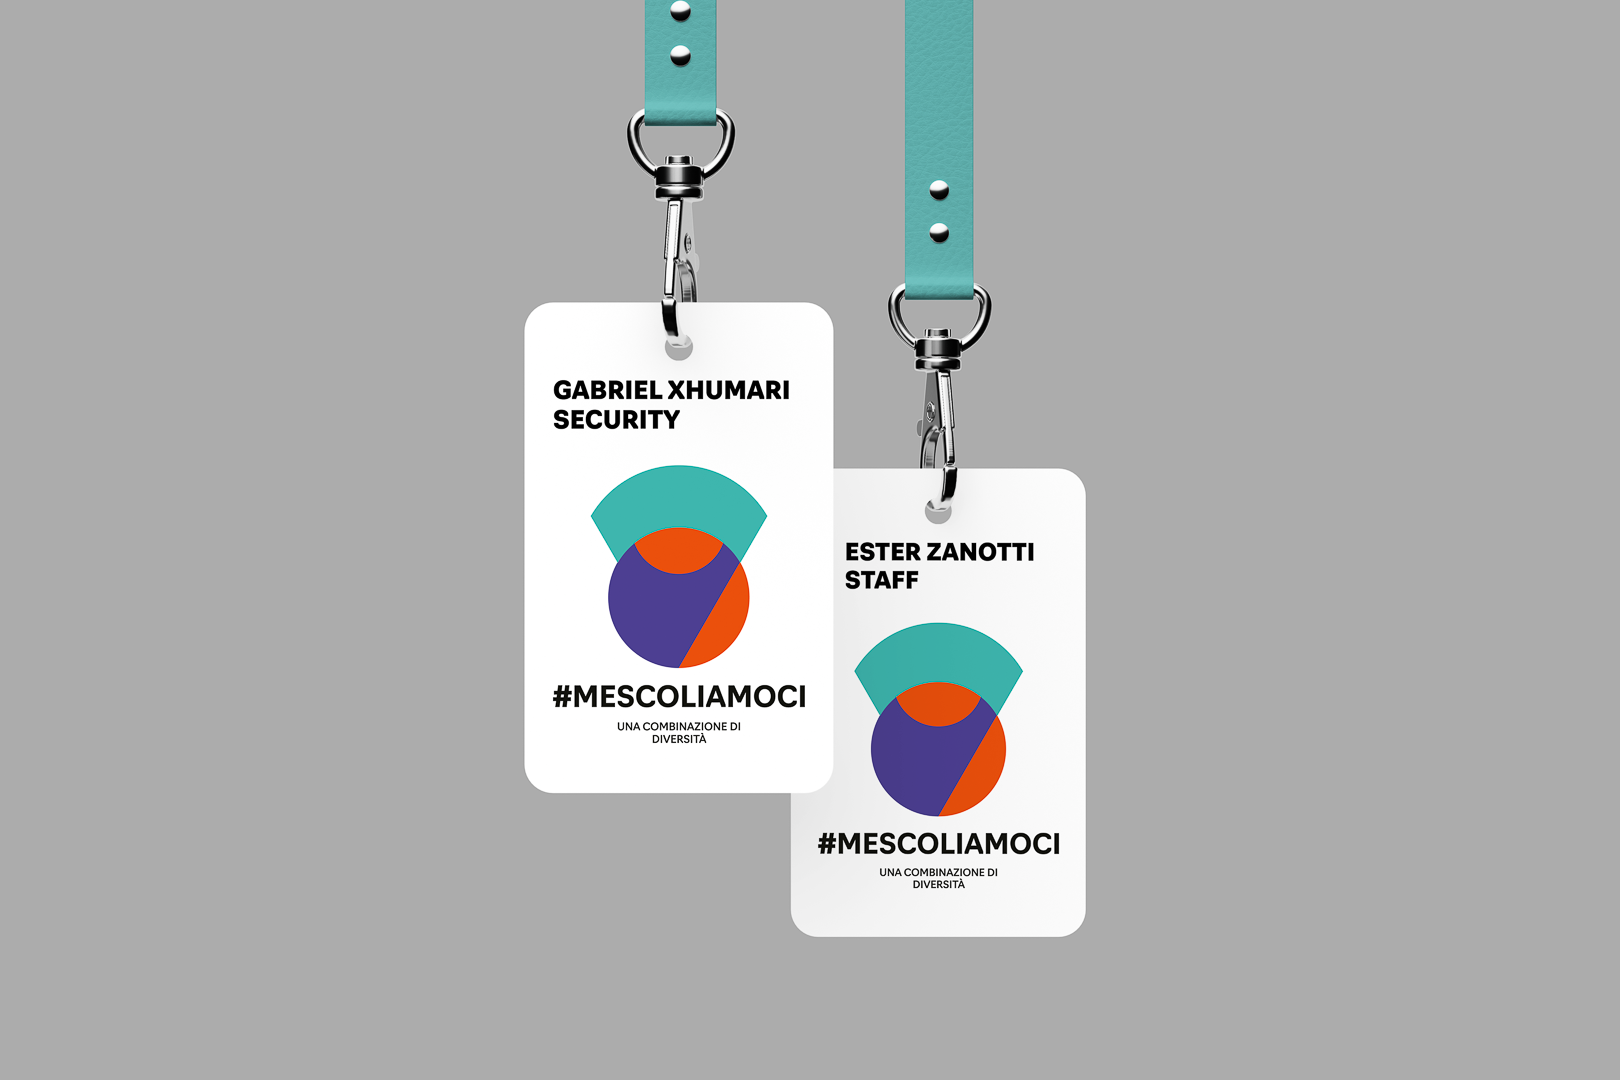 GABRIEL XHUMARI
SECURITY
#MESCOLIAMOCI
UNA COMBINAZIONE DI
DIVERSITÀ
ESTER ZANOTTI
STAFF
#MESCOLIAMOCI
UNA COMBINAZIONE DI
DIVERSITÀ